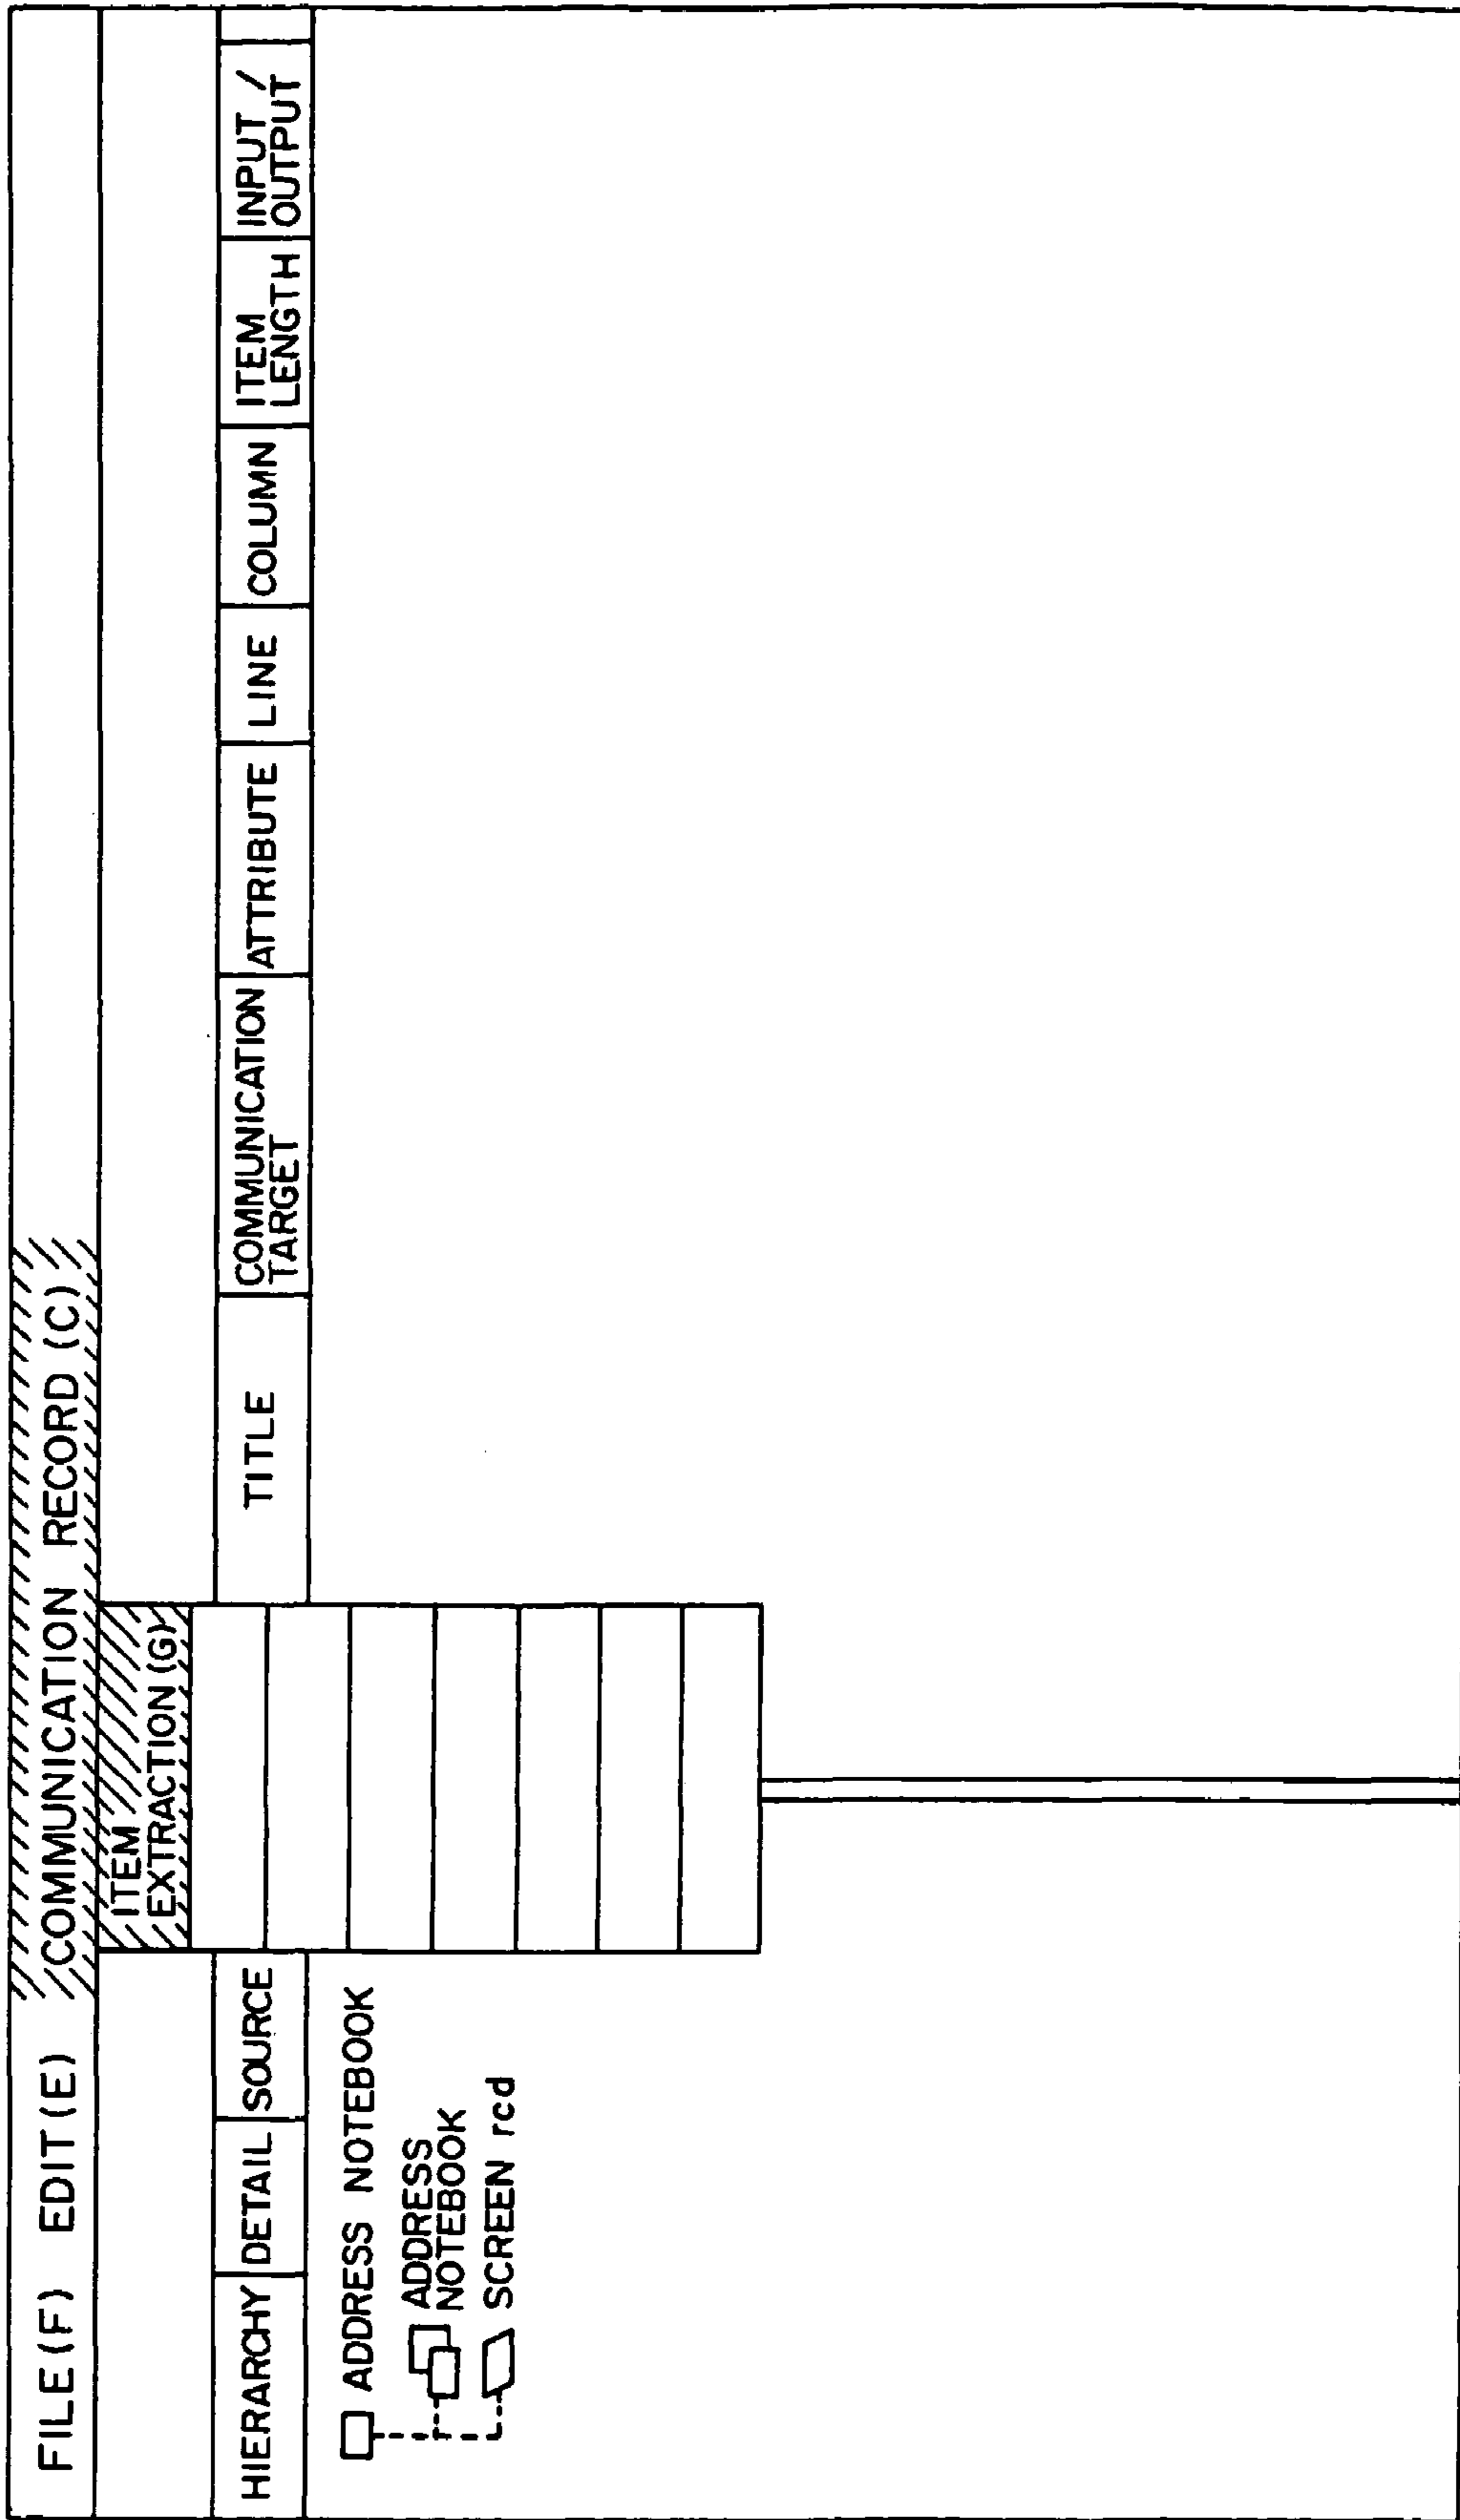 FILE(F) EDIT(E) COMMUNICATION RECORD (C)
ITEM
EXTRACTION (G)
HIERARCHY DETAIL SOURCE
TITLE
COMMUNICATION
TARGET
ATTRIBUTE
LINE
COLUMN
ITEM
LENGTH
INPUT /
OUTPUT
ADDRESS NOTEBOOK
ADDRESS
NOTEBOOK
SCREEN rcd